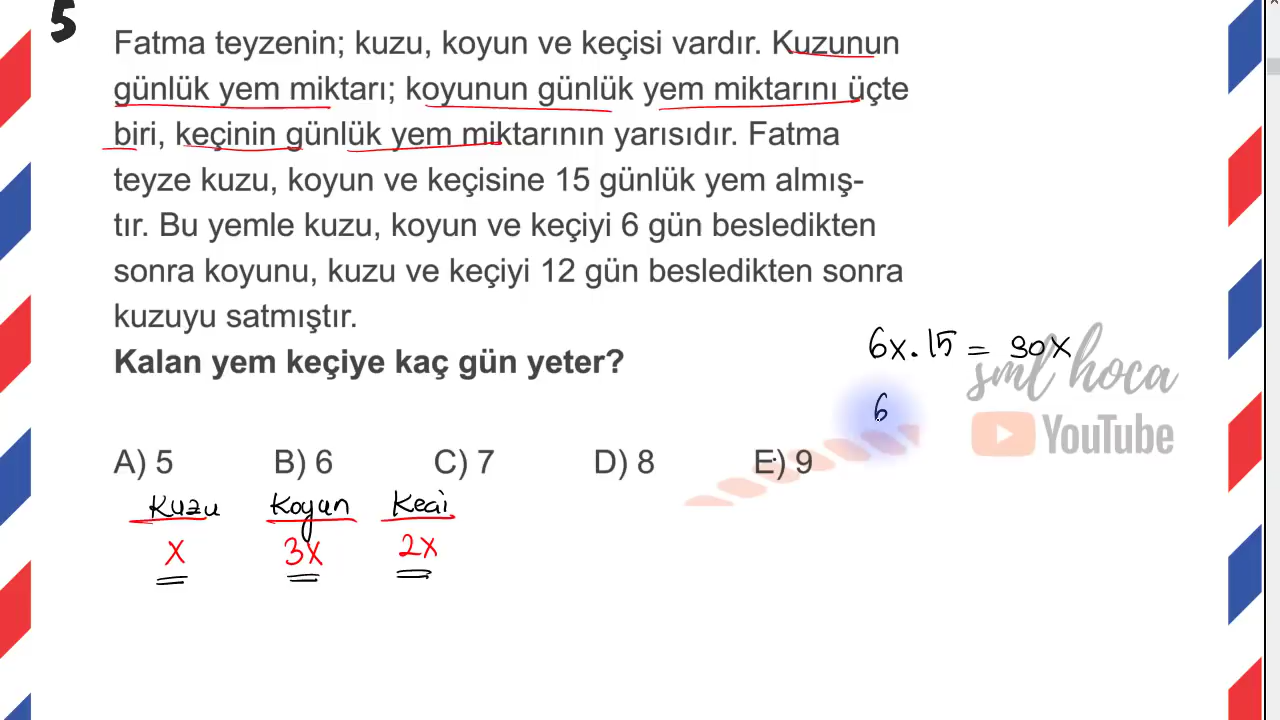 5
Fatma teyzenin; kuzu, koyun ve keçisi vardır. Kuzunun
günlük yem miktarı; koyunun günlük yem miktarını üçte
biri, keçinin günlük yem miktarının yarısıdır. Fatma
teyze kuzu, koyun ve keçisine 15 günlük yem almış-
tır. Bu yemle kuzu, koyun ve keçiyi 6 gün besledikten
sonra koyunu, kuzu ve keçiyi 12 gün besledikten sonra
kuzuyu satmıştır.
Kalan yem keçiye kaç gün yeter?
6x.15 = 90x
sml hoca
6
YouTube
A) 5 B) 6 C) 7 D) 8 E) 9
Kuzu Koyun Keçi
x 3x 2x